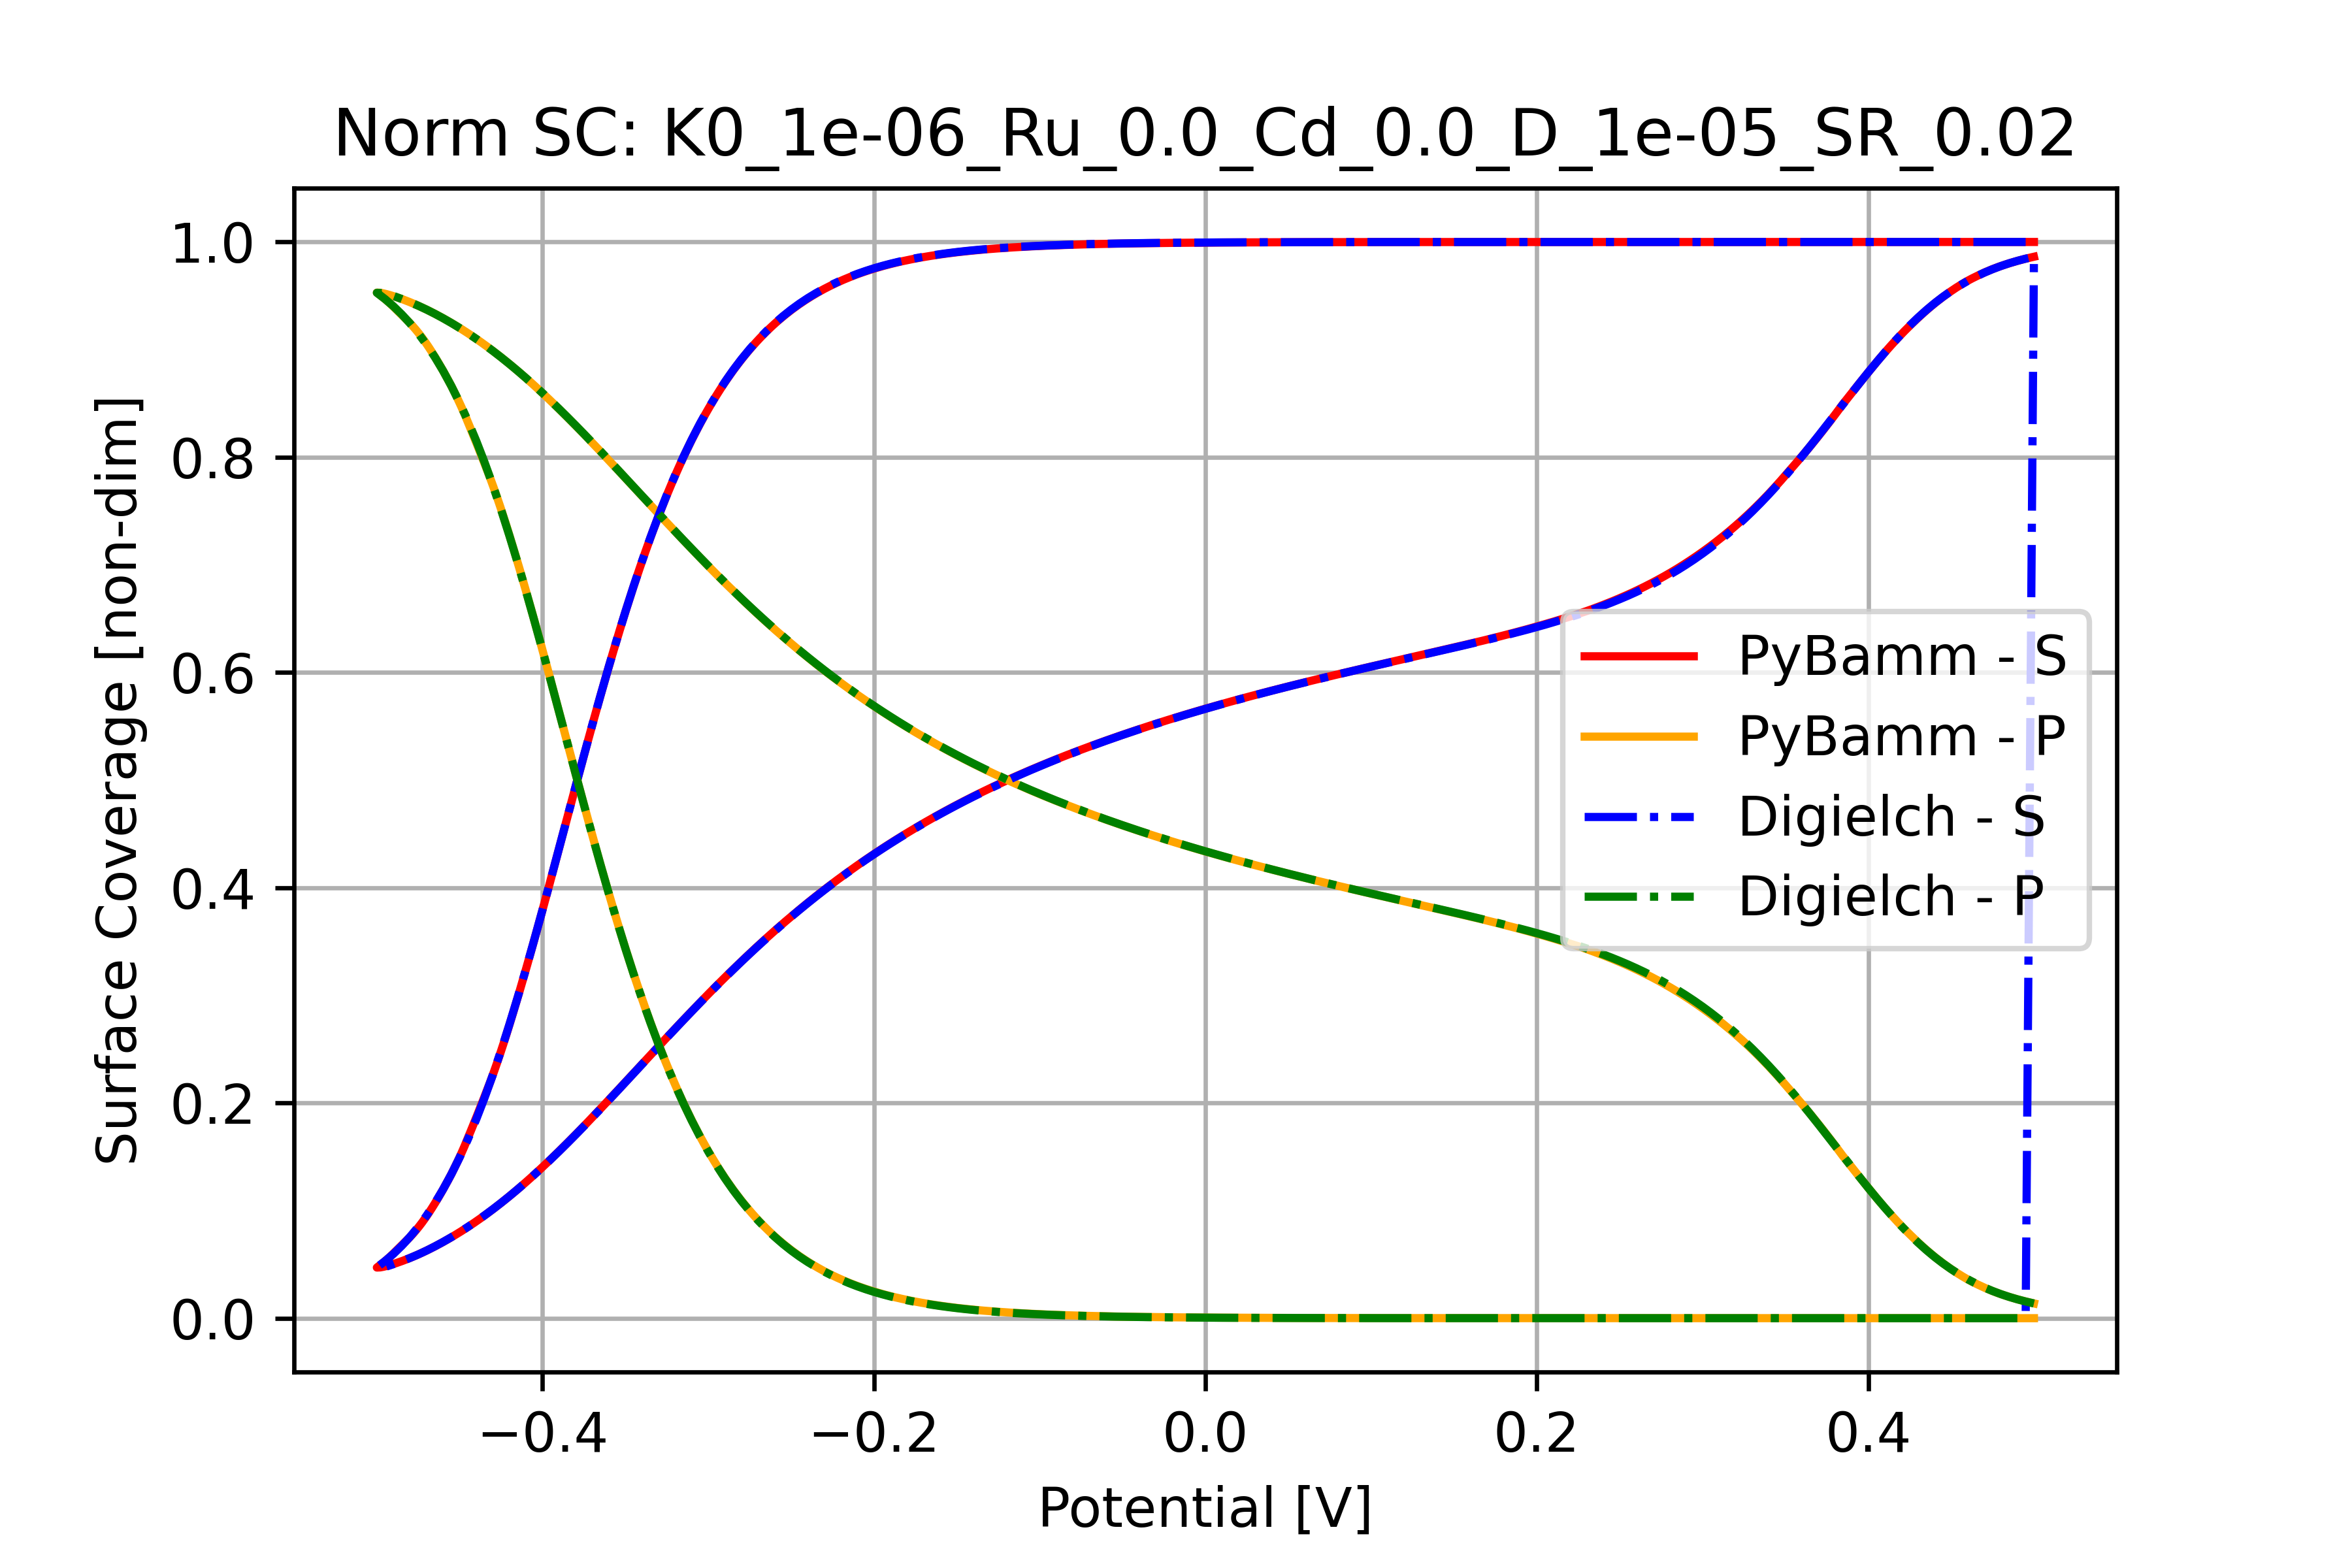 Norm SC: K0_1e-06_Ru_0.0_Cd_0.0_D_1e-05_SR_0.02
Surface Coverage [non-dim]
1.0
0.8
0.6
0.4
0.2
0.0
PyBamm - S
PyBamm - P
Digielch - S
Digielch - P
−0.4
−0.2
0.0
0.2
0.4
Potential [V]